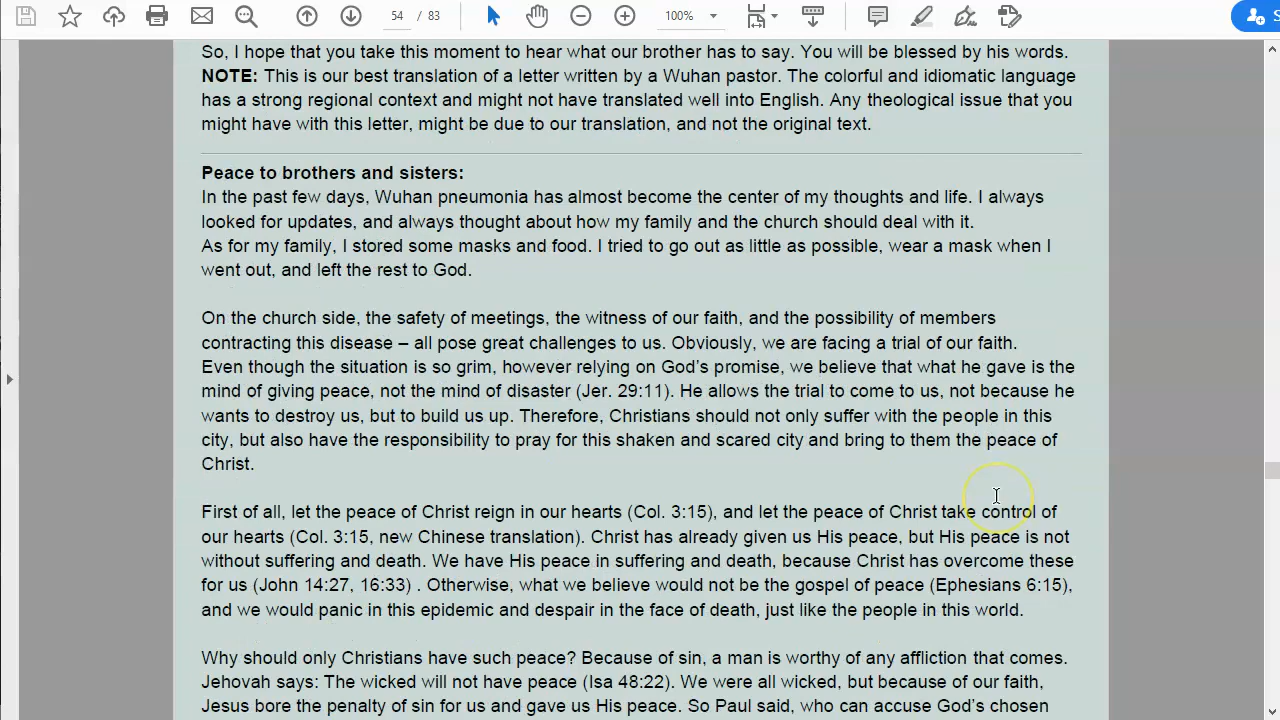 54 / 83
100%
S
So, I hope that you take this moment to hear what our brother has to say. You will be blessed by his words.
NOTE: This is our best translation of a letter written by a Wuhan pastor. The colorful and idiomatic language
has a strong regional context and might not have translated well into English. Any theological issue that you
might have with this letter, might be due to our translation, and not the original text.
Peace to brothers and sisters:
In the past few days, Wuhan pneumonia has almost become the center of my thoughts and life. I always
looked for updates, and always thought about how my family and the church should deal with it.
As for my family, I stored some masks and food. I tried to go out as little as possible, wear a mask when I
went out, and left the rest to God.
On the church side, the safety of meetings, the witness of our faith, and the possibility of members
contracting this disease – all pose great challenges to us. Obviously, we are facing a trial of our faith.
Even though the situation is so grim, however relying on God's promise, we believe that what he gave is the
mind of giving peace, not the mind of disaster (Jer. 29:11). He allows the trial to come to us, not because he
wants to destroy us, but to build us up. Therefore, Christians should not only suffer with the people in this
city, but also have the responsibility to pray for this shaken and scared city and bring to them the peace of
Christ.
First of all, let the peace of Christ reign in our hearts (Col. 3:15), and let the peace of Christ take control of
our hearts (Col. 3:15, new Chinese translation). Christ has already given us His peace, but His peace is not
without suffering and death. We have His peace in suffering and death, because Christ has overcome these
for us (John 14:27, 16:33) . Otherwise, what we believe would not be the gospel of peace (Ephesians 6:15),
and we would panic in this epidemic and despair in the face of death, just like the people in this world.
Why should only Christians have such peace? Because of sin, a man is worthy of any affliction that comes.
Jehovah says: The wicked will not have peace (Isa 48:22). We were all wicked, but because of our faith,
Jesus bore the penalty of sin for us and gave us His peace. So Paul said, who can accuse God's chosen